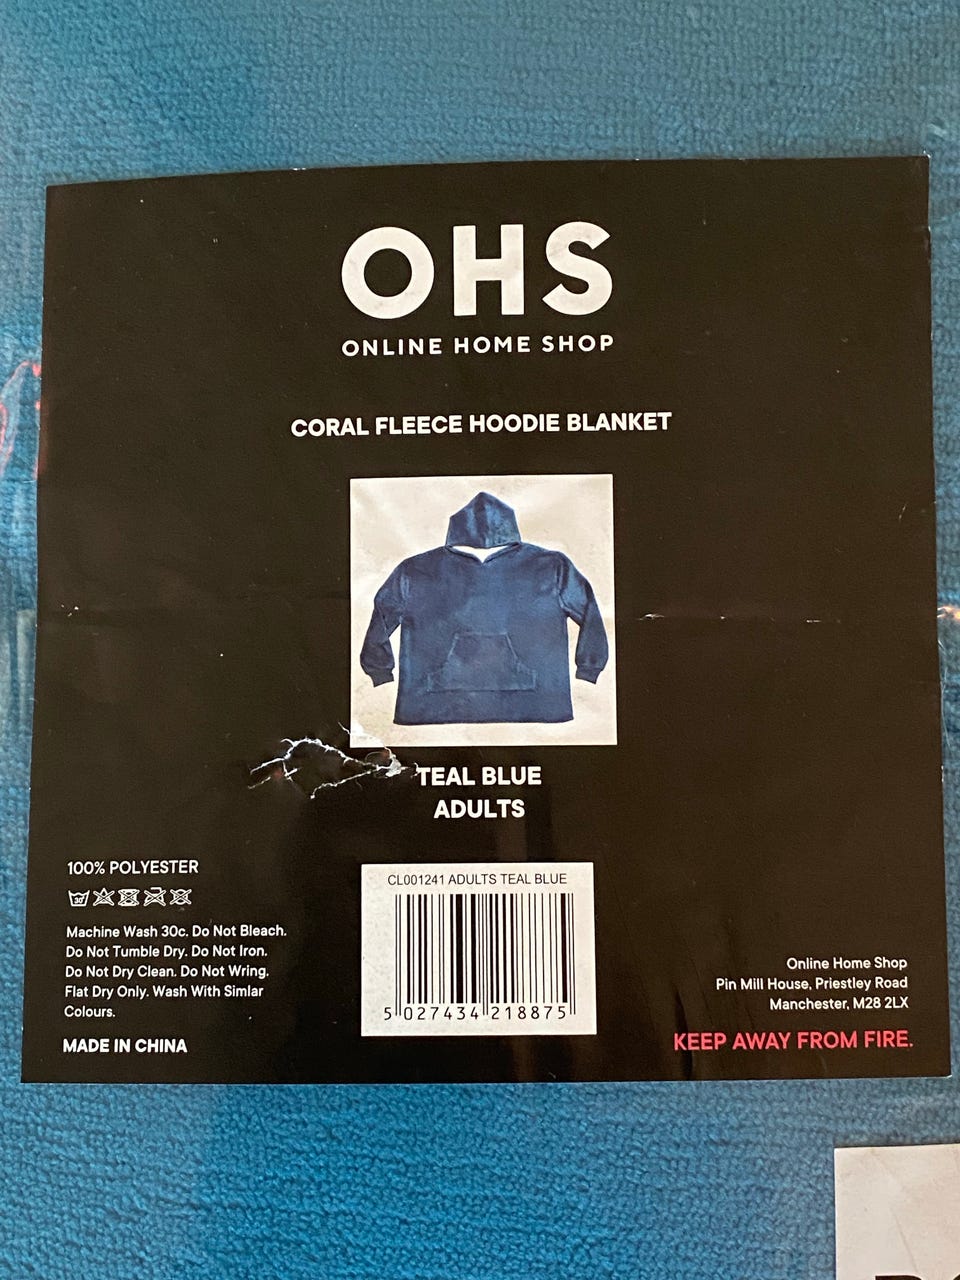 OHS
ONLINE HOME SHOP
CORAL FLEECE HOODIE BLANKET
TEAL BLUE
ADULTS
100% POLYESTER
30
Machine Wash 30c. Do Not Bleach.
Do Not Tumble Dry. Do Not Iron.
Do Not Dry Clean. Do Not Wring.
Flat Dry Only. Wash With Simlar
Colours.
MADE IN CHINA
CL001241 ADULTS TEAL BLUE
5 027434 218875
Online Home Shop
Pin Mill House, Priestley Road
Manchester, M28 2LX
KEEP AWAY FROM FIRE.